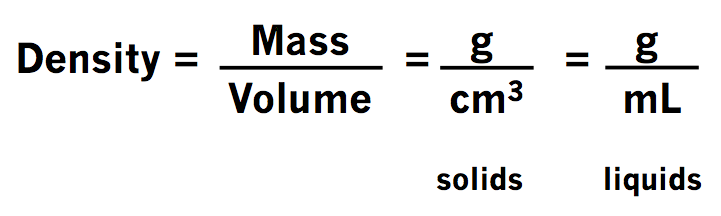 Density = Mass / Volume = g / cm³ = g / mL
solids liquids